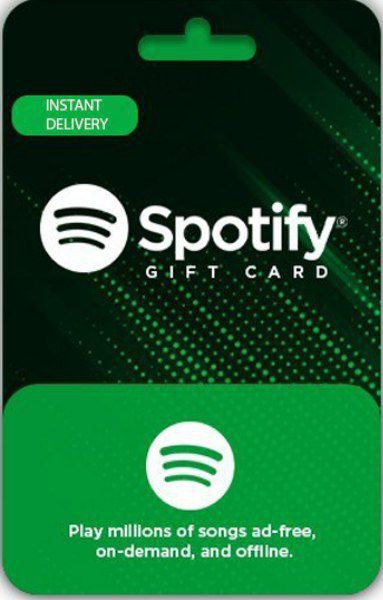 INSTANT
DELIVERY
Spotify®
GIFT CARD
Play millions of songs ad-free,
on-demand, and offline.